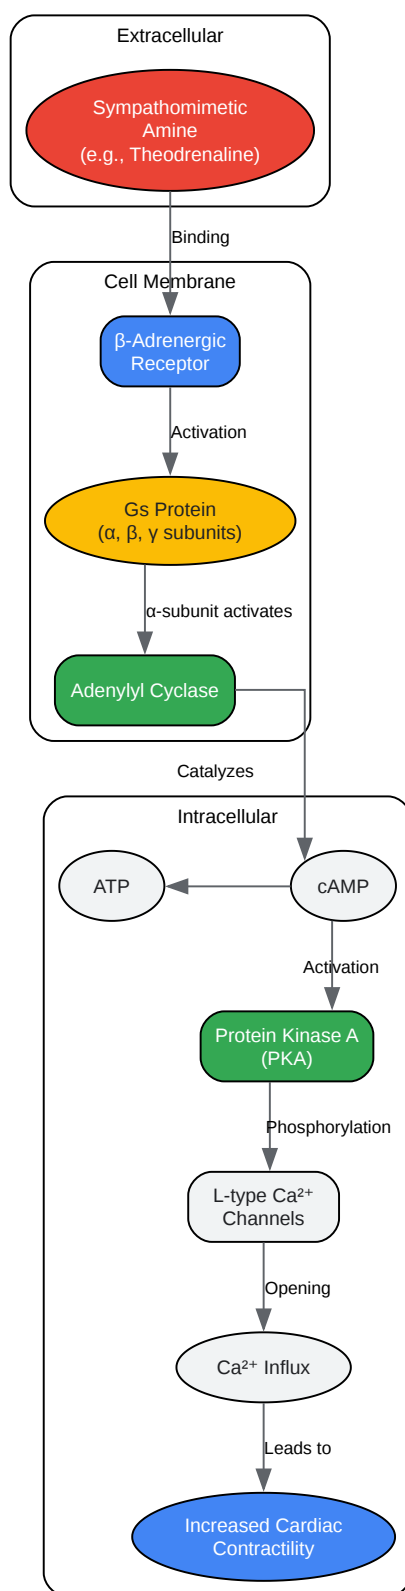 Extracellular
Sympathomimetic
Amine
(e.g., Theodrenaline)
Binding
Cell Membrane
β-Adrenergic
Receptor
Activation
Gs Protein
(α, β, γ subunits)
α-subunit activates
Adenylyl Cyclase
Catalyzes
Intracellular
ATP
cAMP
Activation
Protein Kinase A
(PKA)
Phosphorylation
L-type Ca²⁺
Channels
Opening
Ca²⁺ Influx
Leads to
Increased Cardiac
Contractility